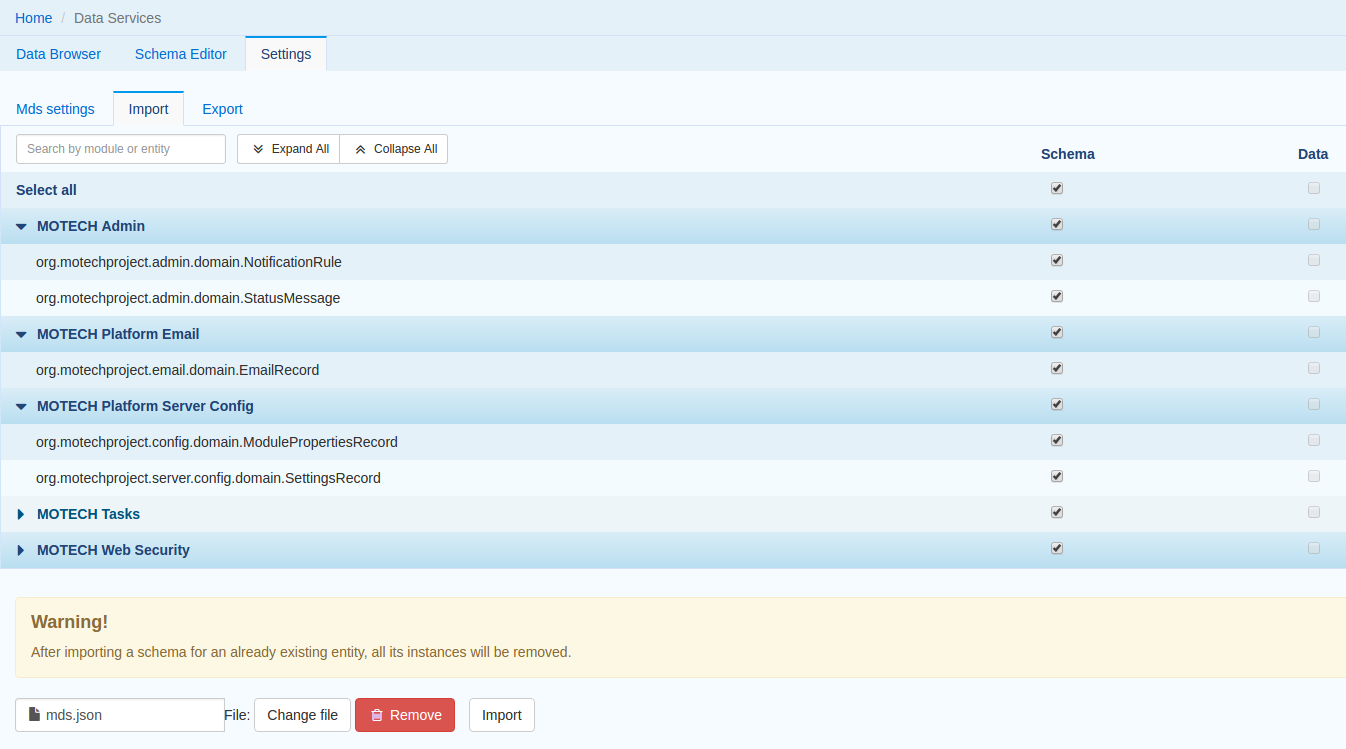 Home / Data Services
Data Browser Schema Editor Settings
Mds settings Import Export
Search by module or entity Expand All Collapse All Schema Data
Select all
MOTECH Admin
org.motechproject.admin.domain.NotificationRule
org.motechproject.admin.domain.StatusMessage
MOTECH Platform Email
org.motechproject.email.domain.EmailRecord
MOTECH Platform Server Config
org.motechproject.config.domain.ModulePropertiesRecord
org.motechproject.server.config.domain.SettingsRecord
MOTECH Tasks
MOTECH Web Security
Warning!
After importing a schema for an already existing entity, all its instances will be removed.
mds.json File: Change file Remove Import